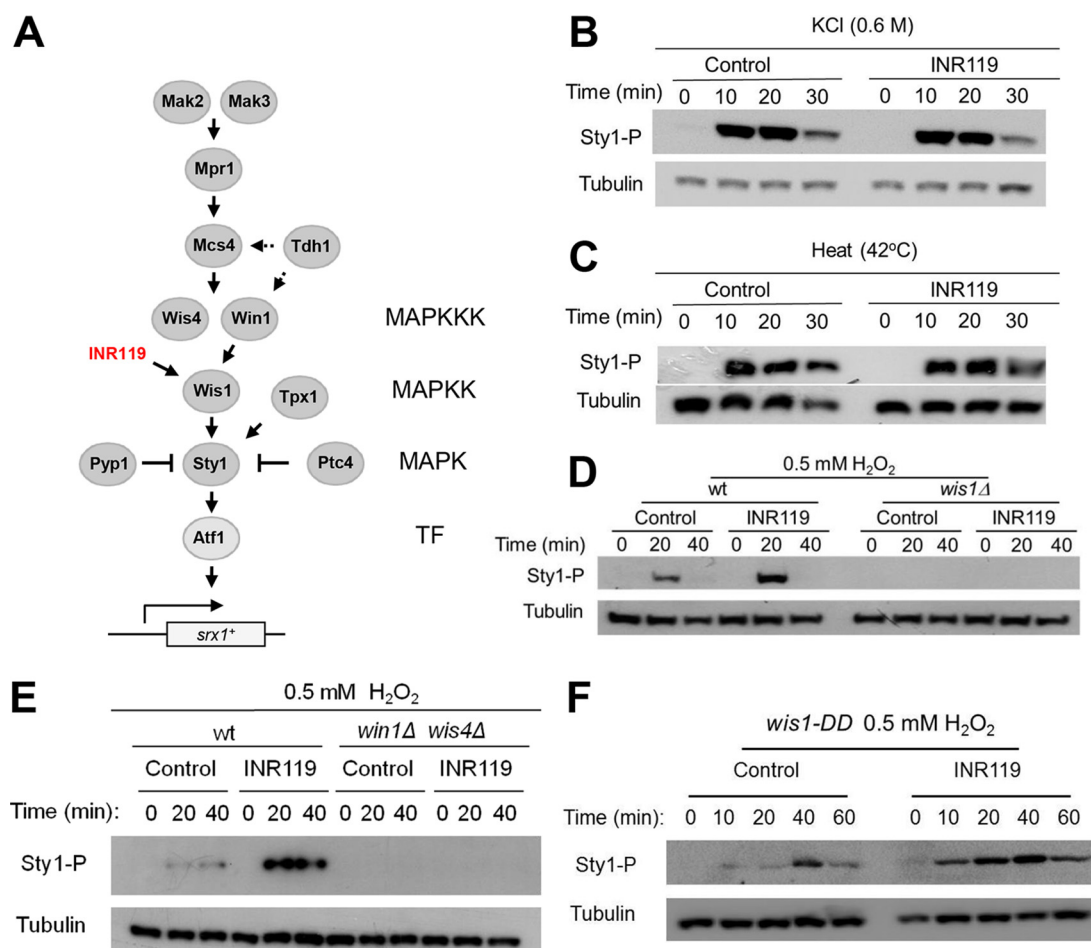 A
Mak2 Mak3
Mpr1
Mcs4 Tdh1
Wis4 Win1 MAPKKK
INR119
Wis1 Tpx1 MAPKK
Pyp1 Sty1 Ptc4 MAPK
Atf1 TF
srx1⁺
B
KCl (0.6 M)
Control INR119
Time (min) 0 10 20 30 0 10 20 30
Sty1-P
Tubulin
C
Heat (42ºC)
Control INR119
Time (min) 0 10 20 30 0 10 20 30
Sty1-P
Tubulin
D
0.5 mM H₂O₂
wt wis1Δ
Control INR119 Control INR119
Time (min) 0 20 40 0 20 40 0 20 40 0 20 40
Sty1-P
Tubulin
E
0.5 mM H₂O₂
wt win1Δ wis4Δ
Control INR119 Control INR119
Time (min): 0 20 40 0 20 40 0 20 40 0 20 40
Sty1-P
Tubulin
F
wis1-DD 0.5 mM H₂O₂
Control INR119
Time (min): 0 10 20 40 60 0 10 20 40 60
Sty1-P
Tubulin